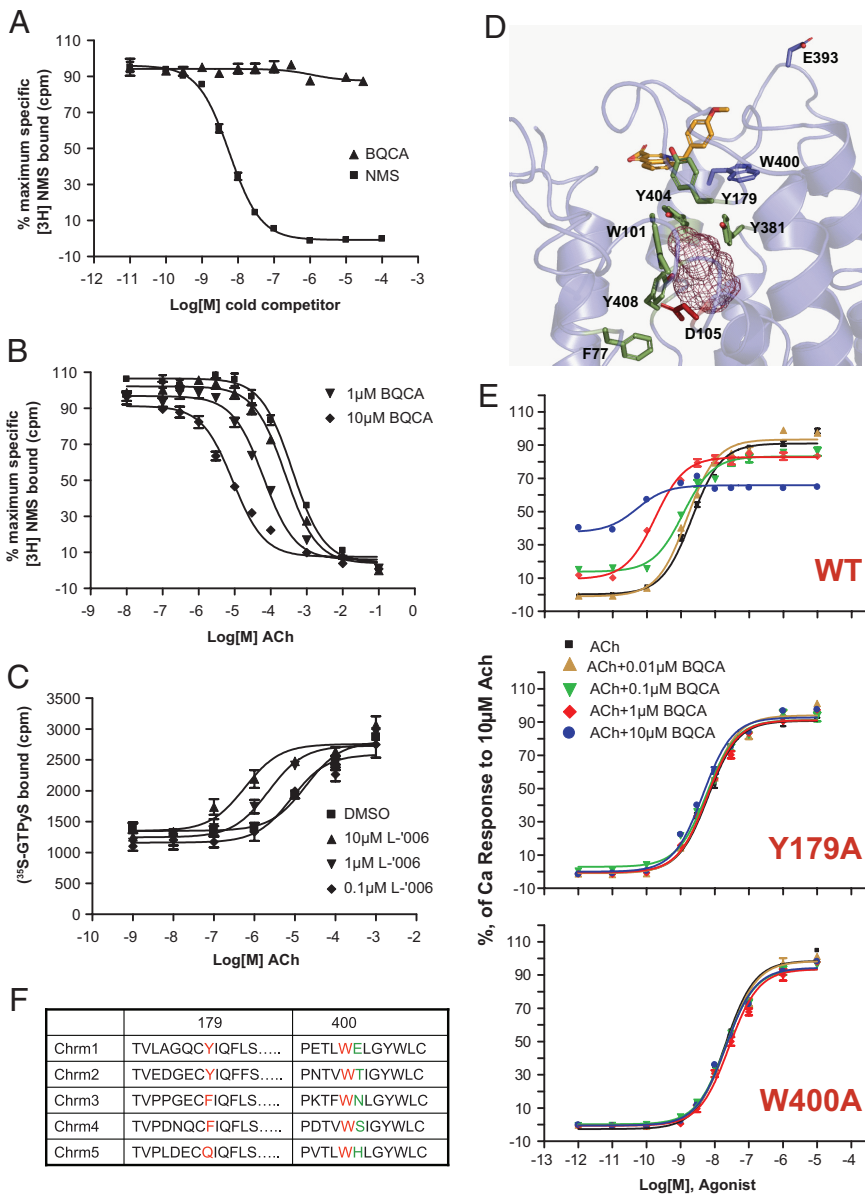 A
% maximum specific
[3H] NMS bound (cpm)
110
90
70
50
30
10
-10
BQCA
NMS
-12 -11 -10 -9 -8 -7 -6 -5 -4 -3
Log[M] cold competitor
B
% maximum specific
[3H] NMS bound (cpm)
110
90
70
50
30
10
-10
1µM BQCA
10µM BQCA
-9 -8 -7 -6 -5 -4 -3 -2 -1 0
Log[M] ACh
C
(³⁵S-GTPyS bound (cpm)
3500
3000
2500
2000
1500
1000
500
0
DMSO
10µM L-'006
1µM L-'006
0.1µM L-'006
-10 -9 -8 -7 -6 -5 -4 -3 -2
Log[M] ACh
D
E393
W400
Y404
Y179
W101
Y381
Y408
D105
F77
E
%, of Ca Response to 10µM Ach
110
90
70
50
30
10
-10
WT
ACh
ACh+0.01µM BQCA
ACh+0.1µM BQCA
ACh+1µM BQCA
ACh+10µM BQCA
110
90
70
50
30
10
-10
Y179A
110
90
70
50
30
10
-10
W400A
-13 -12 -11 -10 -9 -8 -7 -6 -5 -4
Log[M], Agonist
F
179 400
Chrm1 TVLAGQCYIQFLS..... PETLWELGYWLC
Chrm2 TVEDGECYIQFFS..... PNTVWTIGYWLC
Chrm3 TVPPGECFIQFLS..... PKTFWNLGYWLC
Chrm4 TVPDNQCFIQFLS..... PDTVWSIGYWLC
Chrm5 TVPLDECQIQFLS..... PVTLWHLGYWLC